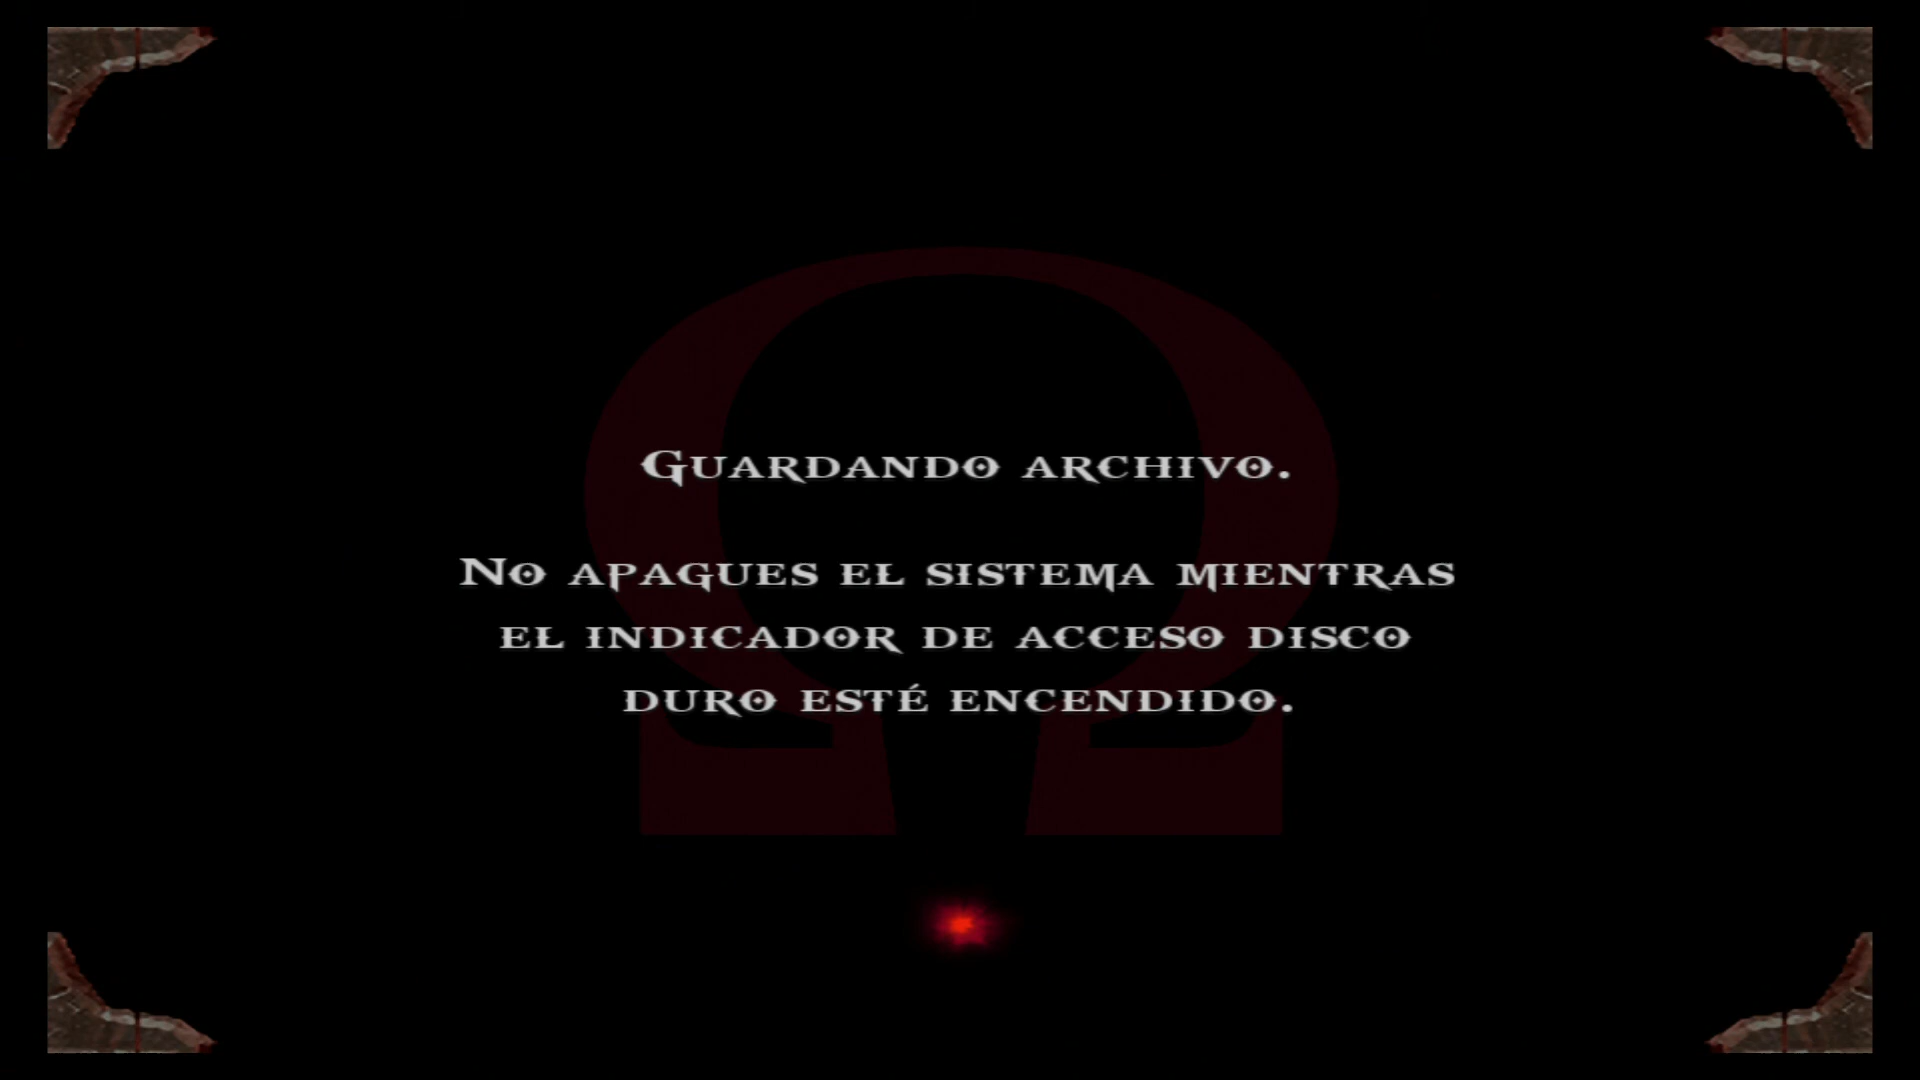 Guardando archivo.
No apagues el sistema mientras
el indicador de acceso disco
duro esté encendido.